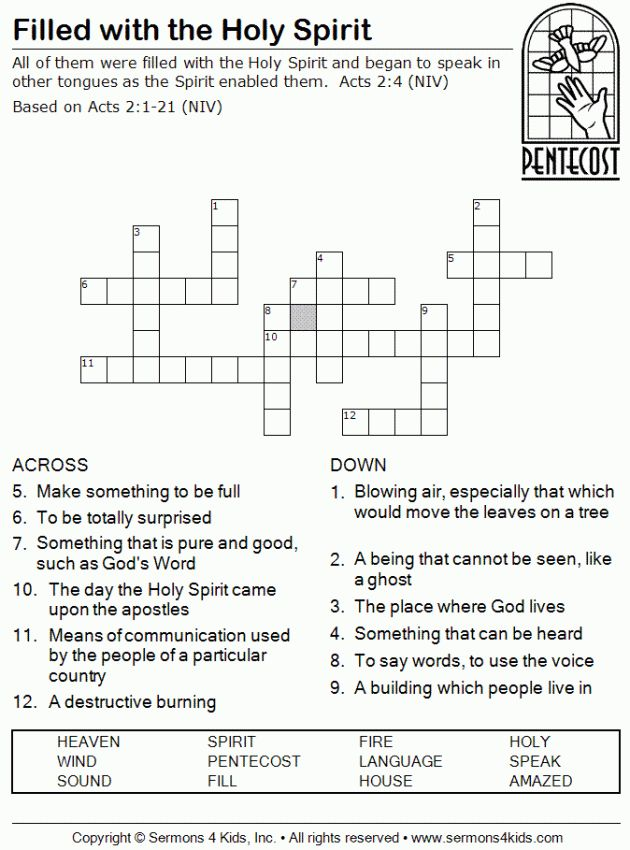 Filled with the Holy Spirit
All of them were filled with the Holy Spirit and began to speak in
other tongues as the Spirit enabled them.  Acts 2:4 (NIV)
Based on Acts 2:1-21 (NIV)
PENTECOST
1
2
3
4
5
6
7
8
9
10
11
12
ACROSS
5. Make something to be full
6. To be totally surprised
7. Something that is pure and good,
such as God's Word
10. The day the Holy Spirit came
upon the apostles
11. Means of communication used
by the people of a particular
country
12. A destructive burning
DOWN
1. Blowing air, especially that which
would move the leaves on a tree
2. A being that cannot be seen, like
a ghost
3. The place where God lives
4. Something that can be heard
8. To say words, to use the voice
9. A building which people live in
HEAVEN SPIRIT FIRE HOLY
WIND PENTECOST LANGUAGE SPEAK
SOUND FILL HOUSE AMAZED
Copyright © Sermons 4 Kids, Inc. • All rights reserved • www.sermons4kids.com